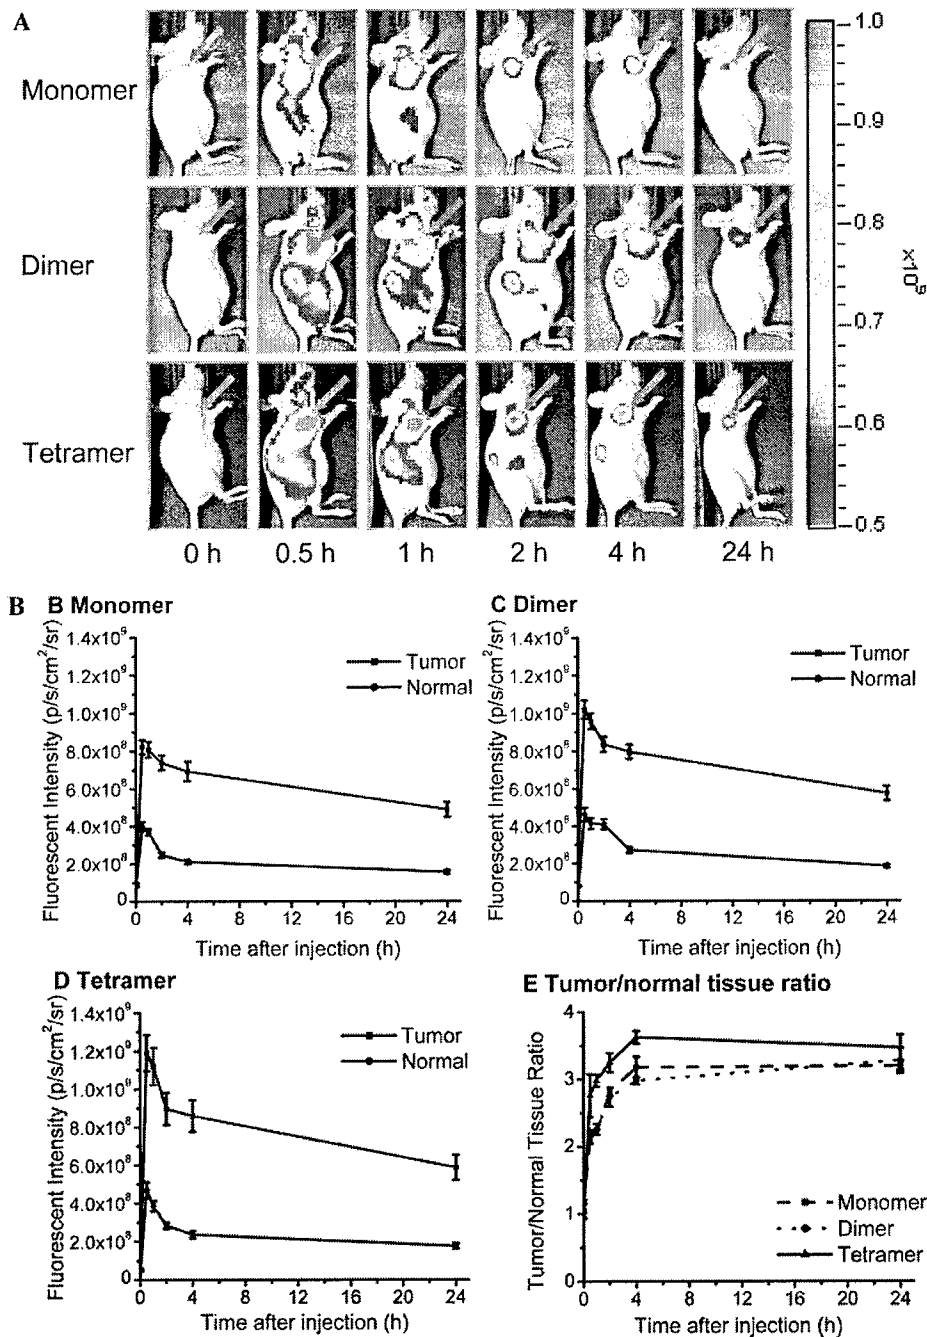 A
Monomer
Dimer
Tetramer
0 h 0.5 h 1 h 2 h 4 h 24 h
1.0
0.9
0.8
0.7
0.6
0.5
×10⁹
B B Monomer
Fluorescent Intensity (p/s/cm²/sr)
1.4x10⁹
1.2x10⁹
1.0x10⁹
8.0x10⁸
6.0x10⁸
4.0x10⁸
2.0x10⁸
0
Tumor
Normal
0 4 8 12 16 20 24
Time after injection (h)
C Dimer
Fluorescent Intensity (p/s/cm²/sr)
1.4x10⁹
1.2x10⁹
1.0x10⁹
8.0x10⁸
6.0x10⁸
4.0x10⁸
2.0x10⁸
0
Tumor
Normal
0 4 8 12 16 20 24
Time after injection (h)
D Tetramer
Fluorescent Intensity (p/s/cm²/sr)
1.4x10⁹
1.2x10⁹
1.0x10⁹
8.0x10⁸
6.0x10⁸
4.0x10⁸
2.0x10⁸
0
Tumor
Normal
0 4 8 12 16 20 24
Time after injection (h)
E Tumor/normal tissue ratio
Tumor/Normal Tissue Ratio
4
3
2
1
0
Monomer
Dimer
Tetramer
0 4 8 12 16 20 24
Time after injection (h)